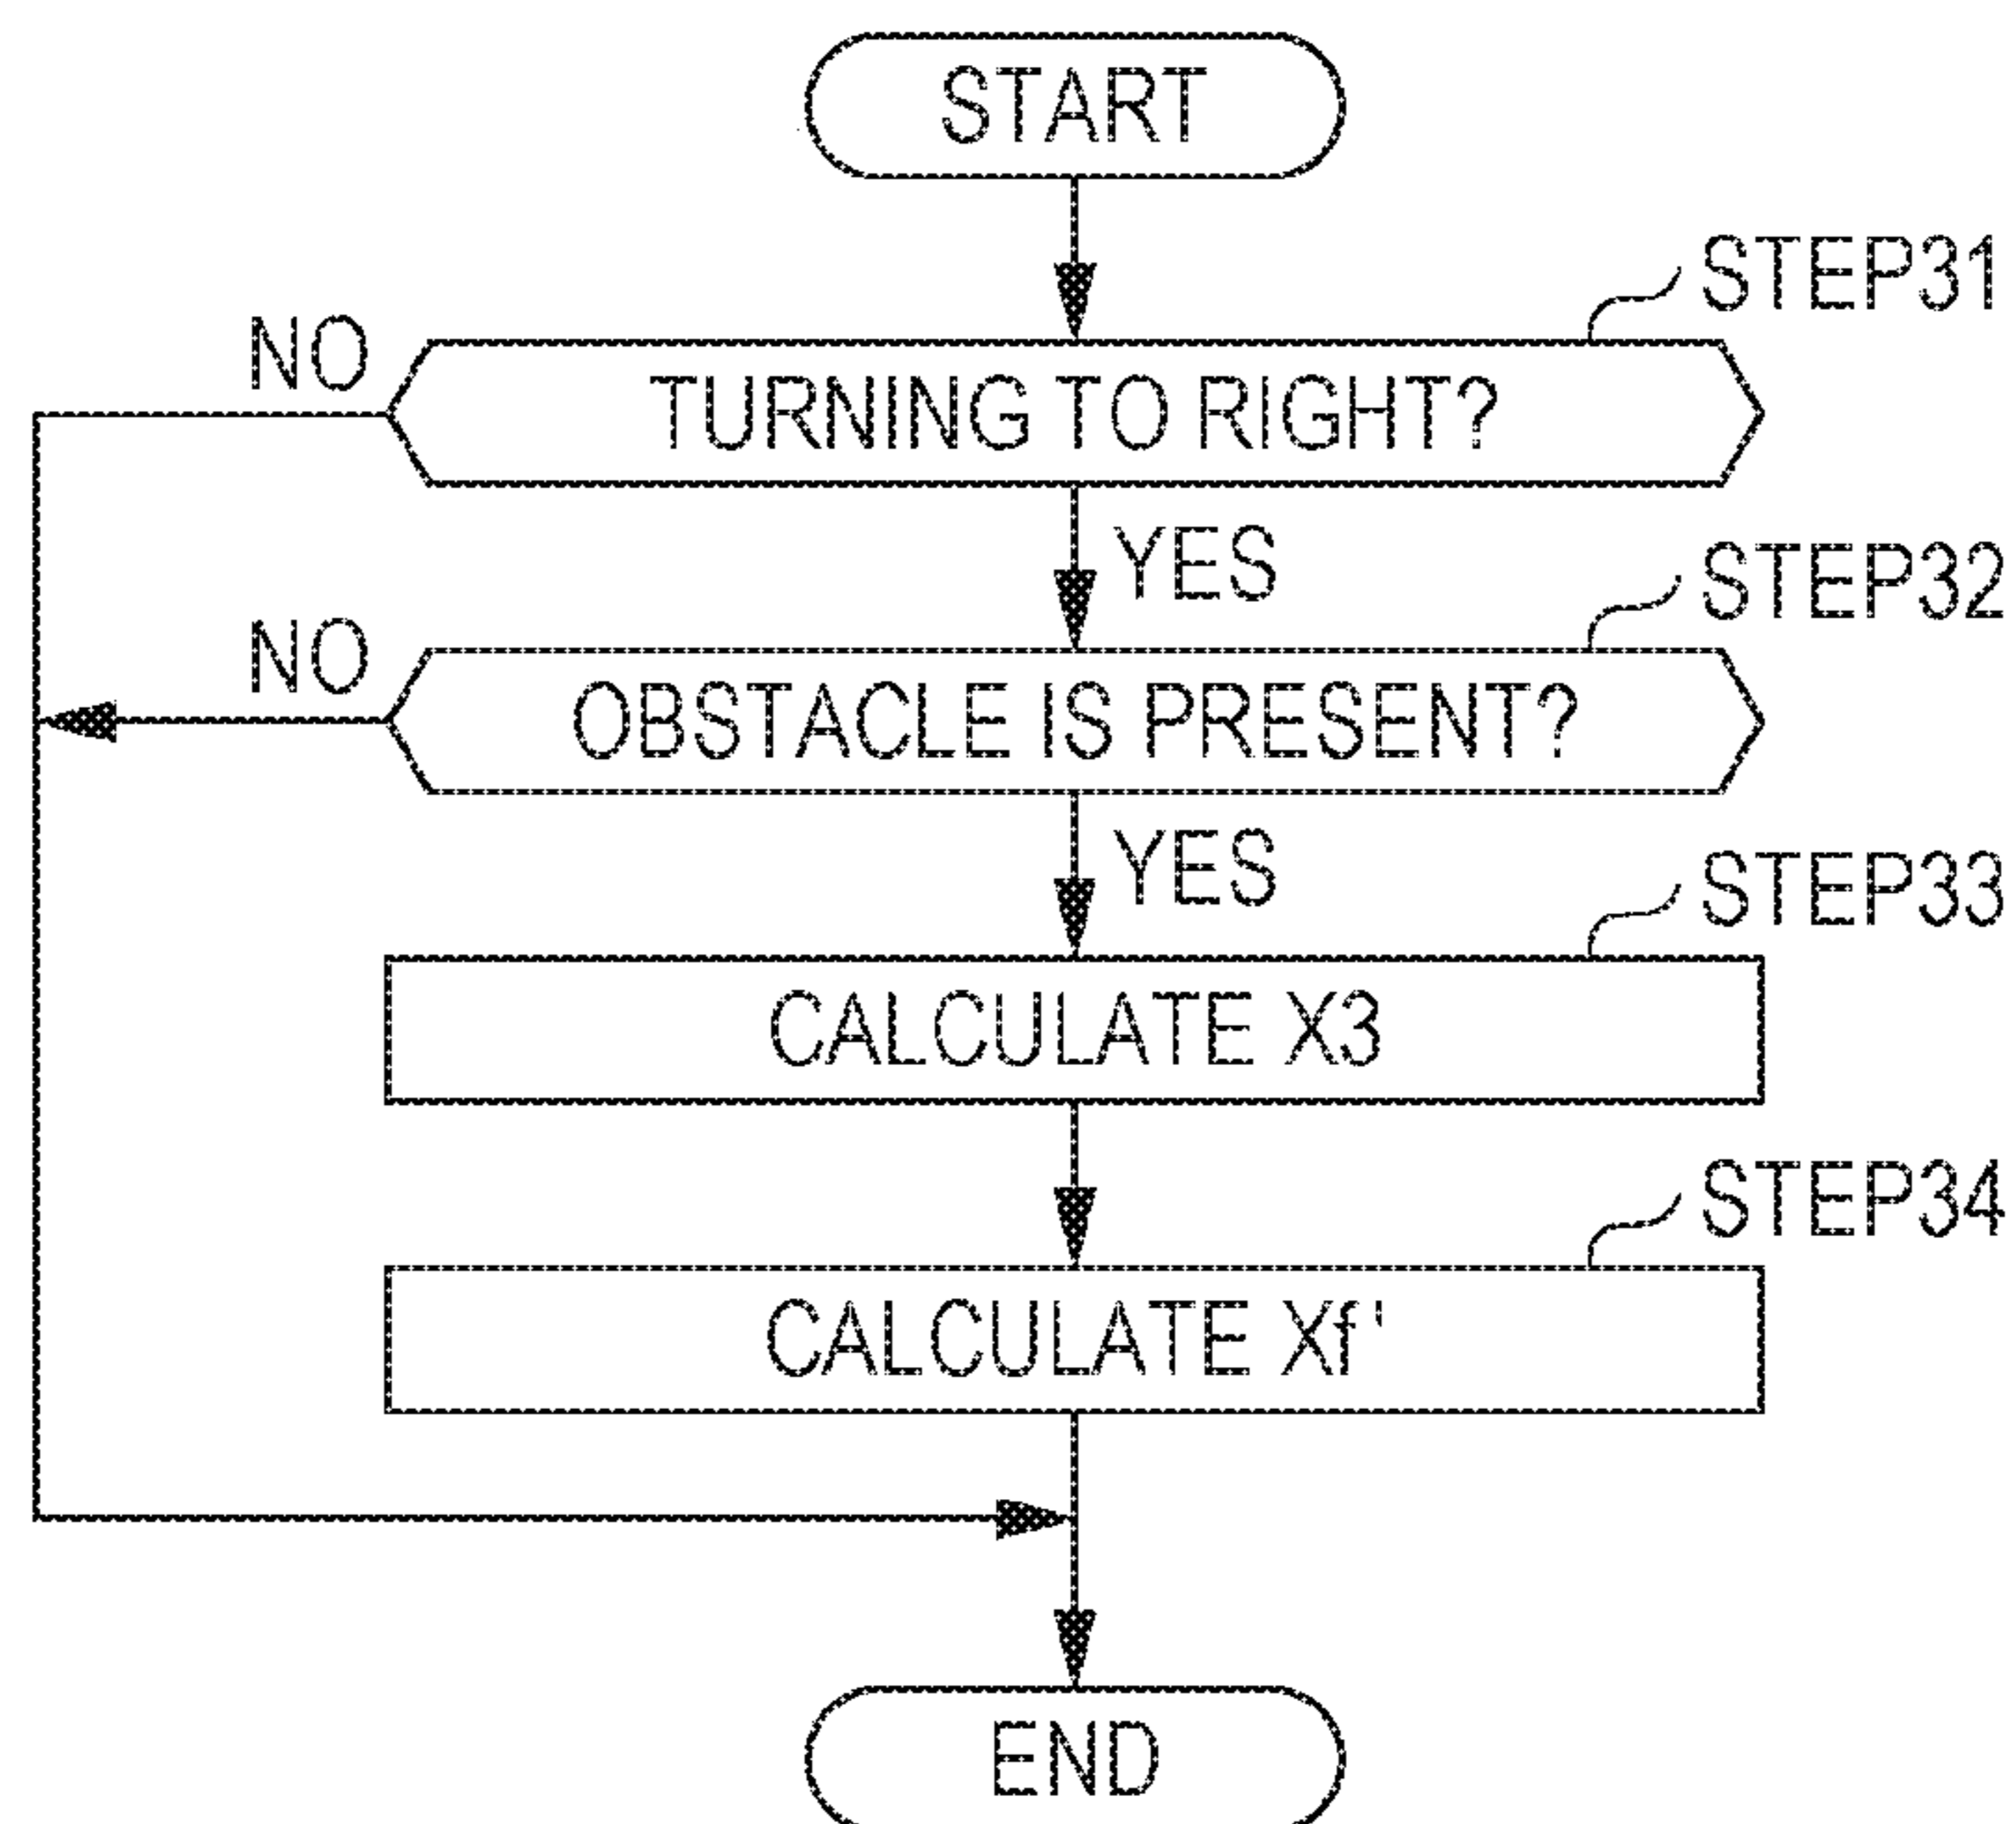 START
STEP31
NO
TURNING TO RIGHT?
YES
STEP32
NO
OBSTACLE IS PRESENT?
YES
STEP33
CALCULATE X3
STEP34
CALCULATE Xf'
END